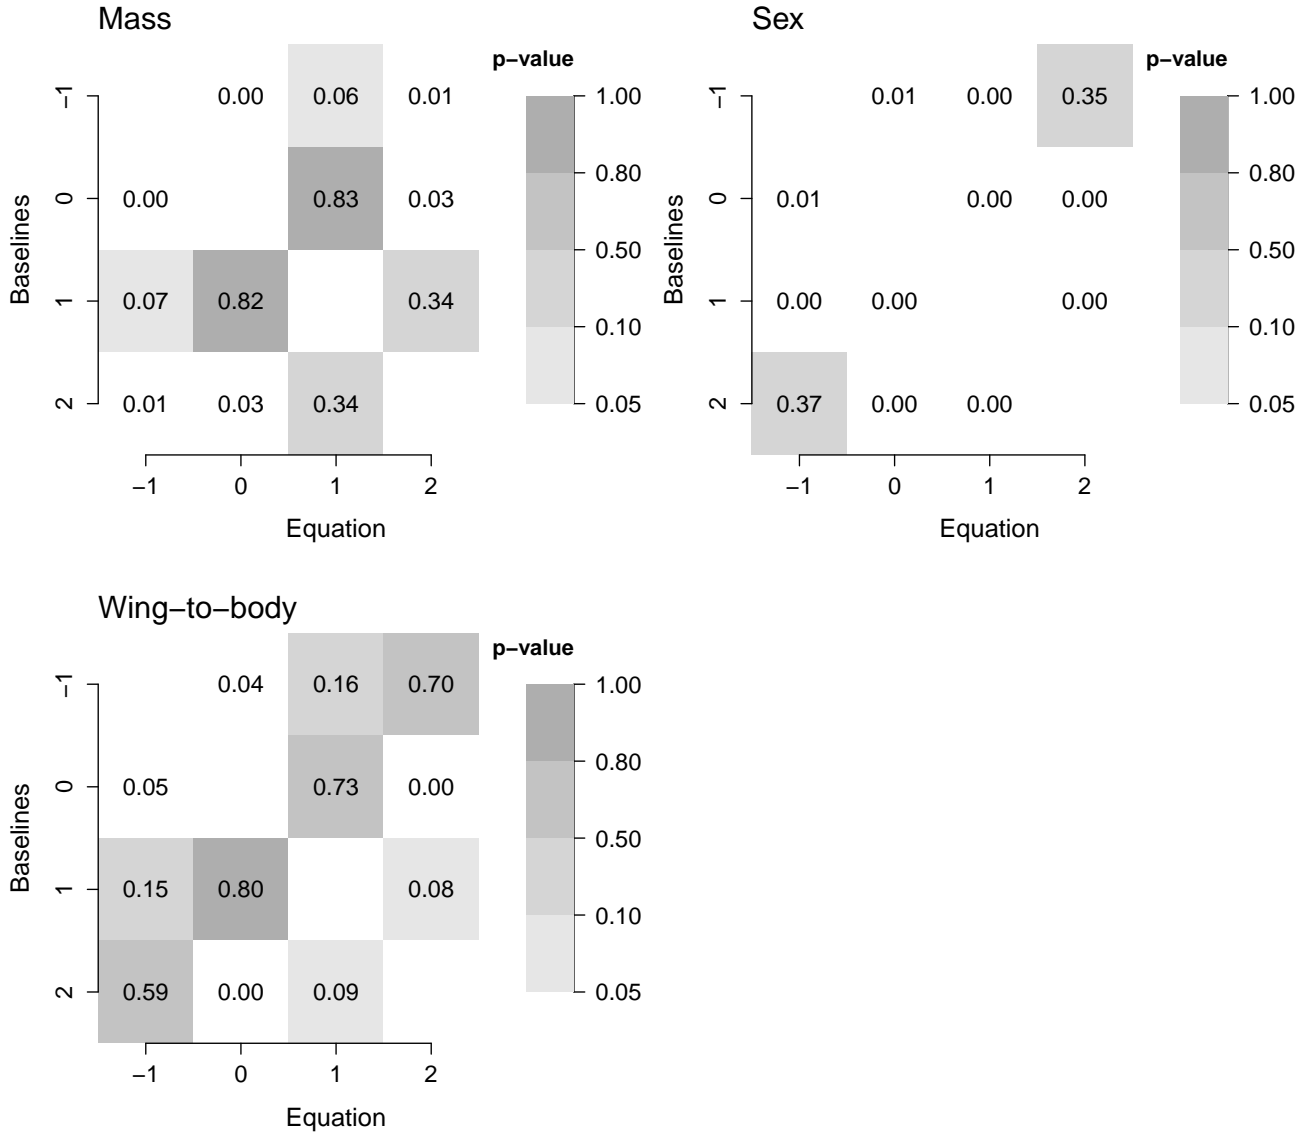 Mass
p−value
Baselines
−1
0
1
2
0.00 0.06 0.01
0.00 0.83 0.03
0.07 0.82 0.34
0.01 0.03 0.34
−1 0 1 2
Equation
1.00
0.80
0.50
0.10
0.05
Sex
p−value
Baselines
−1
0
1
2
0.01 0.00 0.35
0.01 0.00 0.00
0.00 0.00 0.00
0.37 0.00 0.00
−1 0 1 2
Equation
1.00
0.80
0.50
0.10
0.05
Wing−to−body
p−value
Baselines
−1
0
1
2
0.04 0.16 0.70
0.05 0.73 0.00
0.15 0.80 0.08
0.59 0.00 0.09
−1 0 1 2
Equation
1.00
0.80
0.50
0.10
0.05